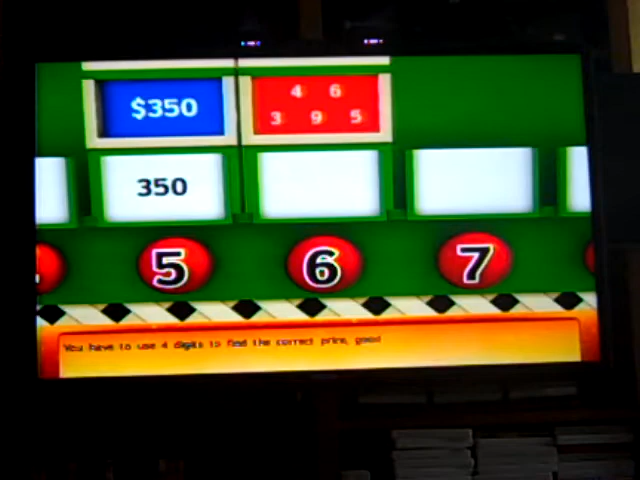 $350
4 6
3 9 5
350
5 6 7
You have to use 4 digits to find the correct price, good